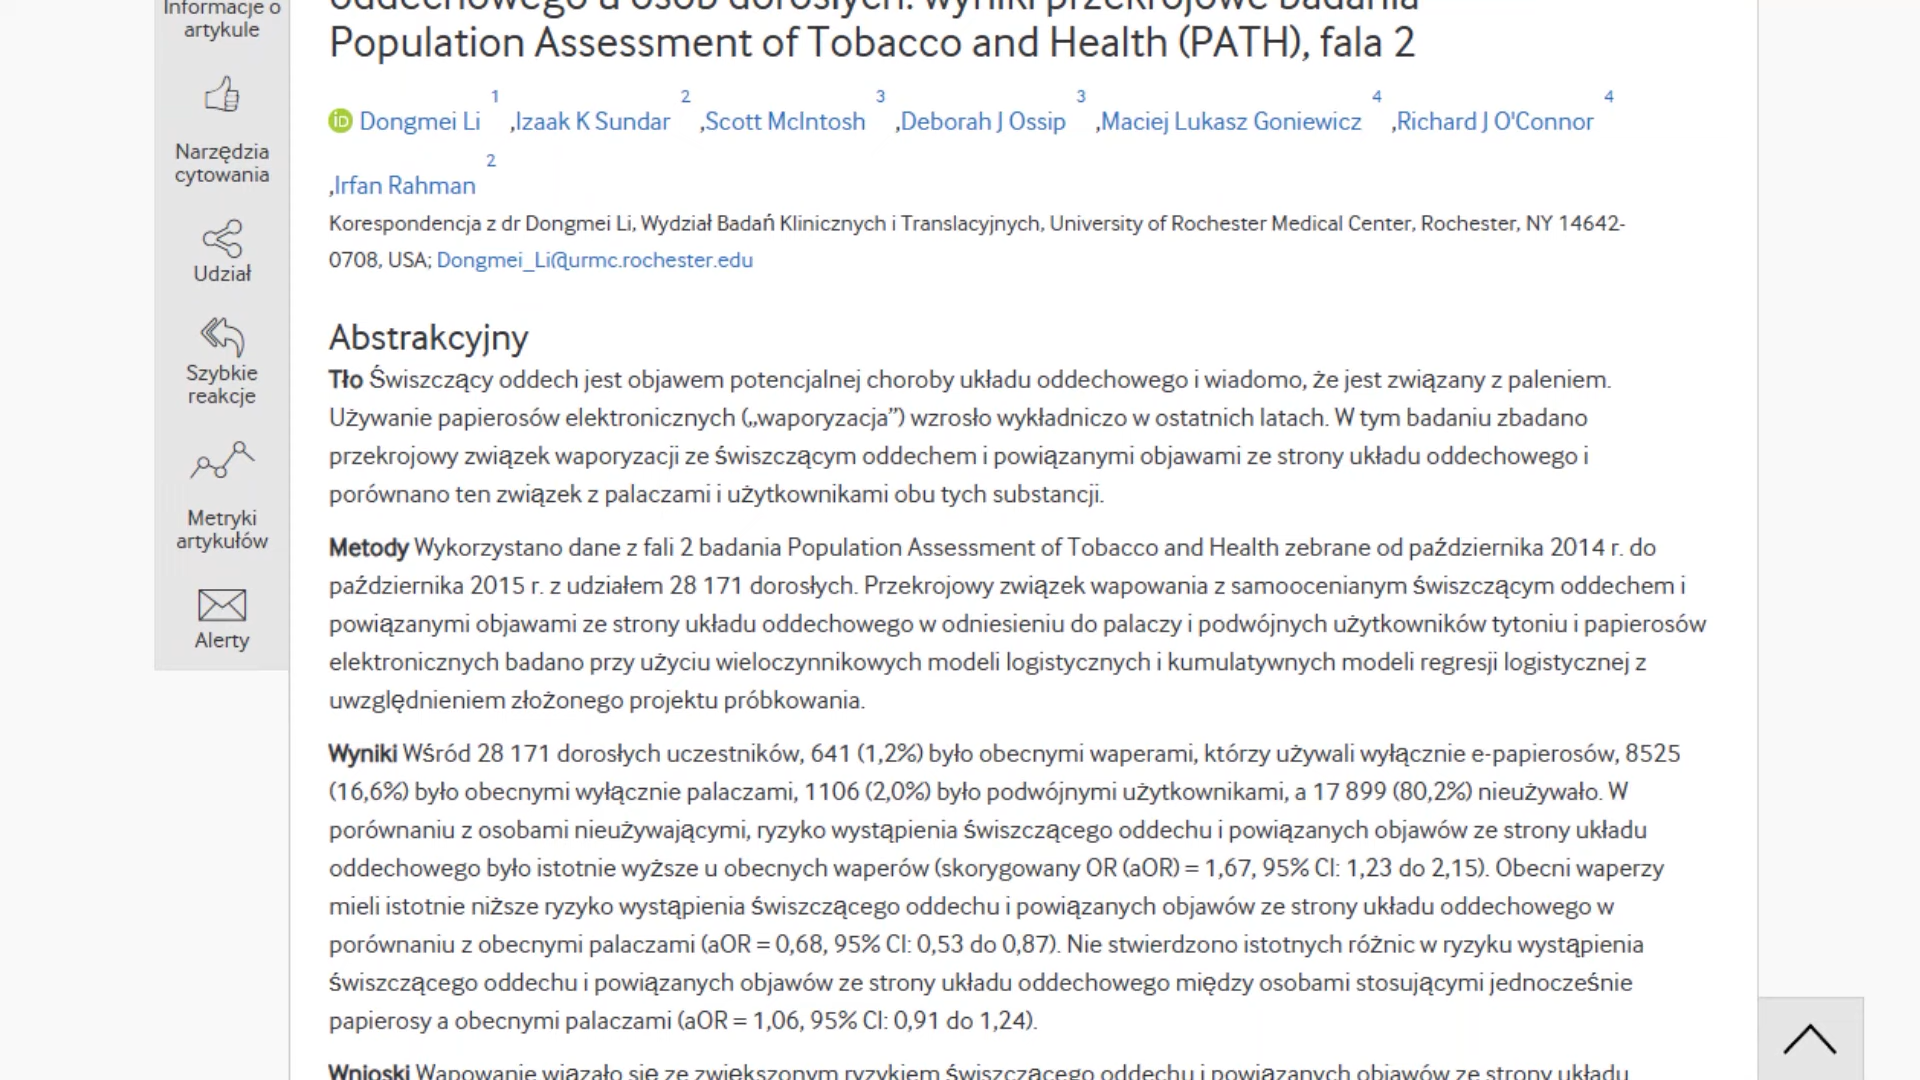 Informacje o
artykule
Narzędzia
cytowania
Udział
Szybkie
reakcje
Metryki
artykułów
Alerty
oddechowego u osób dorosłych: wyniki przekrojowe badania
Population Assessment of Tobacco and Health (PATH), fala 2
iD Dongmei Li 1 ,Izaak K Sundar 2 ,Scott McIntosh 3 ,Deborah J Ossip 3 ,Maciej Lukasz Goniewicz 4 ,Richard J O'Connor 4
,Irfan Rahman 2
Korespondencja z dr Dongmei Li, Wydział Badań Klinicznych i Translacyjnych, University of Rochester Medical Center, Rochester, NY 14642-
0708, USA; Dongmei_Li@urmc.rochester.edu
Abstrakcyjny
Tło Świszczący oddech jest objawem potencjalnej choroby układu oddechowego i wiadomo, że jest związany z paleniem.
Używanie papierosów elektronicznych („waporyzacja”) wzrosło wykładniczo w ostatnich latach. W tym badaniu zbadano
przekrojowy związek waporyzacji ze świszczącym oddechem i powiązanymi objawami ze strony układu oddechowego i
porównano ten związek z palaczami i użytkownikami obu tych substancji.
Metody Wykorzystano dane z fali 2 badania Population Assessment of Tobacco and Health zebrane od października 2014 r. do
października 2015 r. z udziałem 28 171 dorosłych. Przekrojowy związek wapowania z samoocenianym świszczącym oddechem i
powiązanymi objawami ze strony układu oddechowego w odniesieniu do palaczy i podwójnych użytkowników tytoniu i papierosów
elektronicznych badano przy użyciu wieloczynnikowych modeli logistycznych i kumulatywnych modeli regresji logistycznej z
uwzględnieniem złożonego projektu próbkowania.
Wyniki Wśród 28 171 dorosłych uczestników, 641 (1,2%) było obecnymi waperami, którzy używali wyłącznie e-papierosów, 8525
(16,6%) było obecnymi wyłącznie palaczami, 1106 (2,0%) było podwójnymi użytkownikami, a 17 899 (80,2%) nieużywało. W
porównaniu z osobami nieużywającymi, ryzyko wystąpienia świszczącego oddechu i powiązanych objawów ze strony układu
oddechowego było istotnie wyższe u obecnych waperów (skorygowany OR (aOR) = 1,67, 95% CI: 1,23 do 2,15). Obecni waperzy
mieli istotnie niższe ryzyko wystąpienia świszczącego oddechu i powiązanych objawów ze strony układu oddechowego w
porównaniu z obecnymi palaczami (aOR = 0,68, 95% CI: 0,53 do 0,87). Nie stwierdzono istotnych różnic w ryzyku wystąpienia
świszczącego oddechu i powiązanych objawów ze strony układu oddechowego między osobami stosującymi jednocześnie
papierosy a obecnymi palaczami (aOR = 1,06, 95% CI: 0,91 do 1,24).
Wnioski Wapowanie wiązało się ze zwiększonym ryzykiem świszczącego oddechu i powiązanych objawów ze strony układu